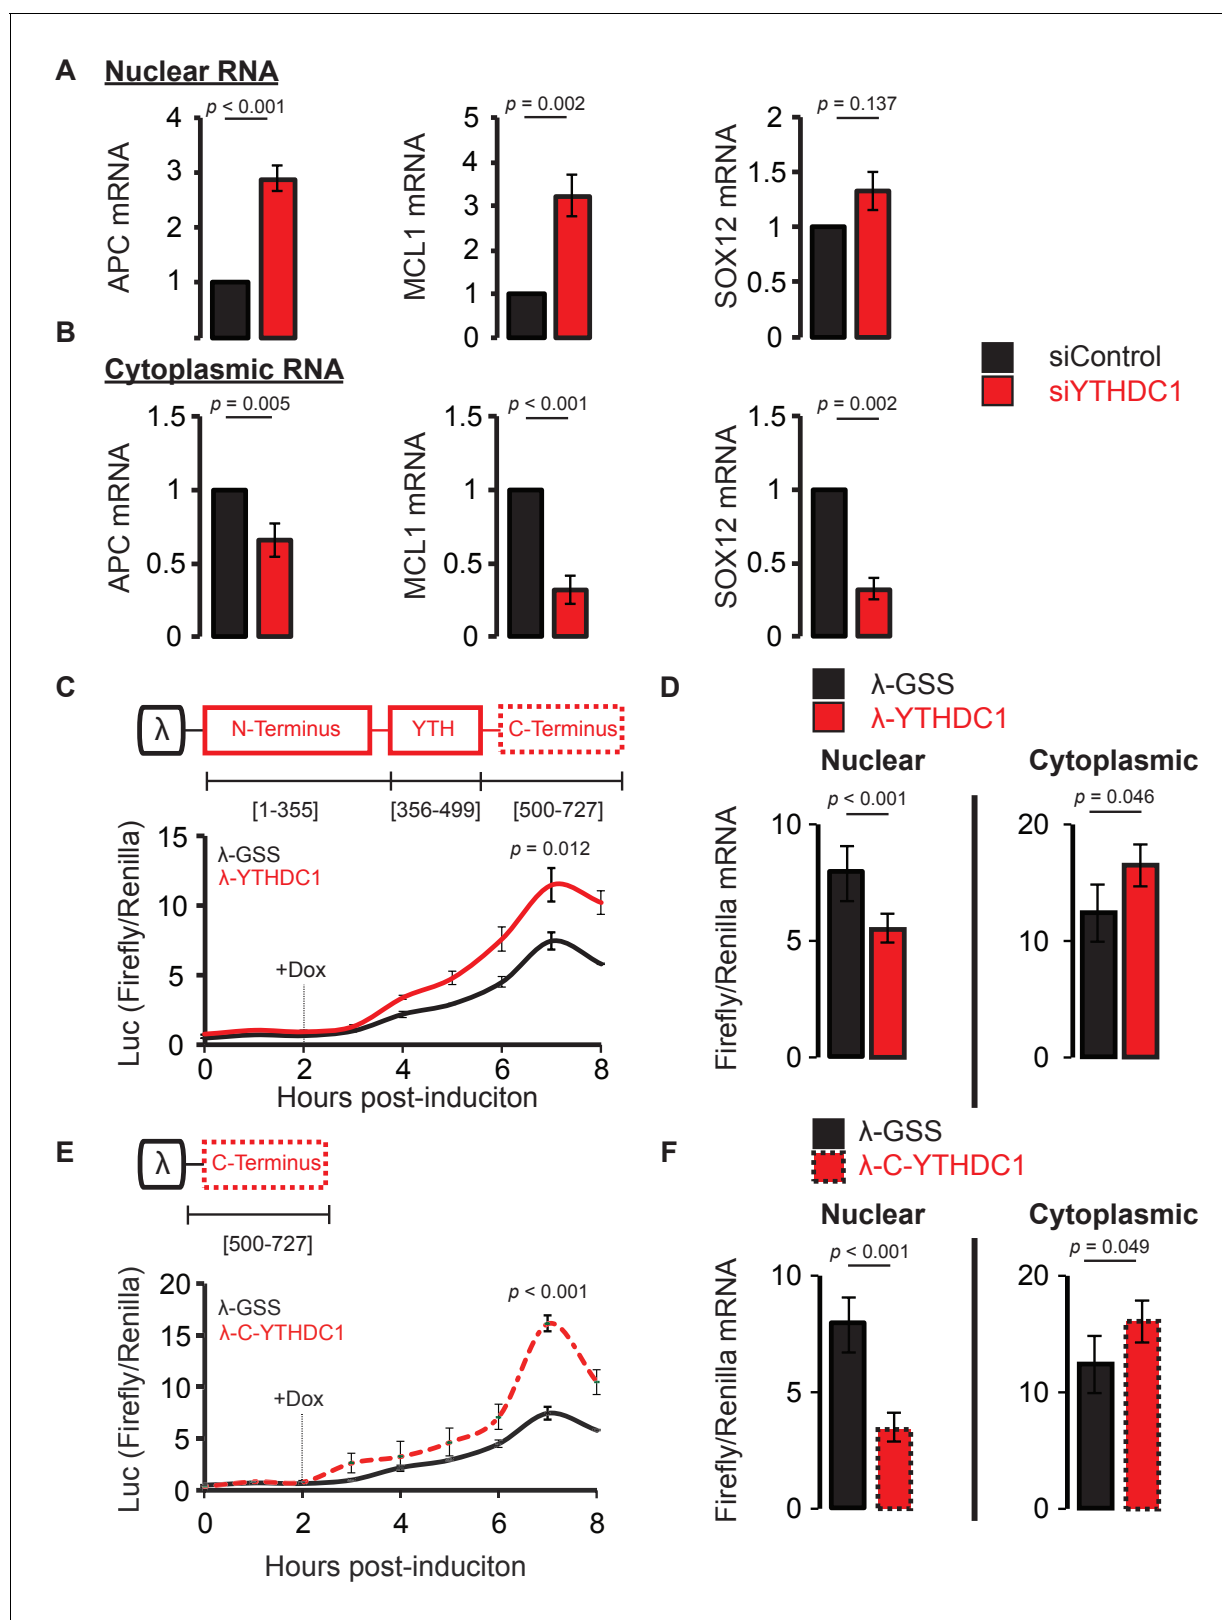 A Nuclear RNA
p < 0.001
4
3
2
1
APC mRNA
p = 0.002
5
4
3
2
1
0
MCL1 mRNA
p = 0.137
2
1.5
1
0.5
0
SOX12 mRNA
siControl
siYTHDC1
B
Cytoplasmic RNA
p = 0.005
1.5
1
0.5
0
APC mRNA
p < 0.001
1.5
1
0.5
0
MCL1 mRNA
p = 0.002
1.5
1
0.5
0
SOX12 mRNA
C
λ N-Terminus YTH C-Terminus
[1-355] [356-499] [500-727]
15
10
5
0
Luc (Firefly/Renilla)
λ-GSS
λ-YTHDC1
p = 0.012
+Dox
0 2 4 6 8
Hours post-induciton
D
λ-GSS
λ-YTHDC1
Nuclear Cytoplasmic
p < 0.001
10
5
0
Firefly/Renilla mRNA
p = 0.046
20
10
0
E
λ C-Terminus
[500-727]
20
15
10
5
0
Luc (Firefly/Renilla)
λ-GSS
λ-C-YTHDC1
p < 0.001
+Dox
0 2 4 6 8
Hours post-induciton
F
λ-GSS
λ-C-YTHDC1
Nuclear Cytoplasmic
p < 0.001
10
5
0
Firefly/Renilla mRNA
p = 0.049
20
10
0